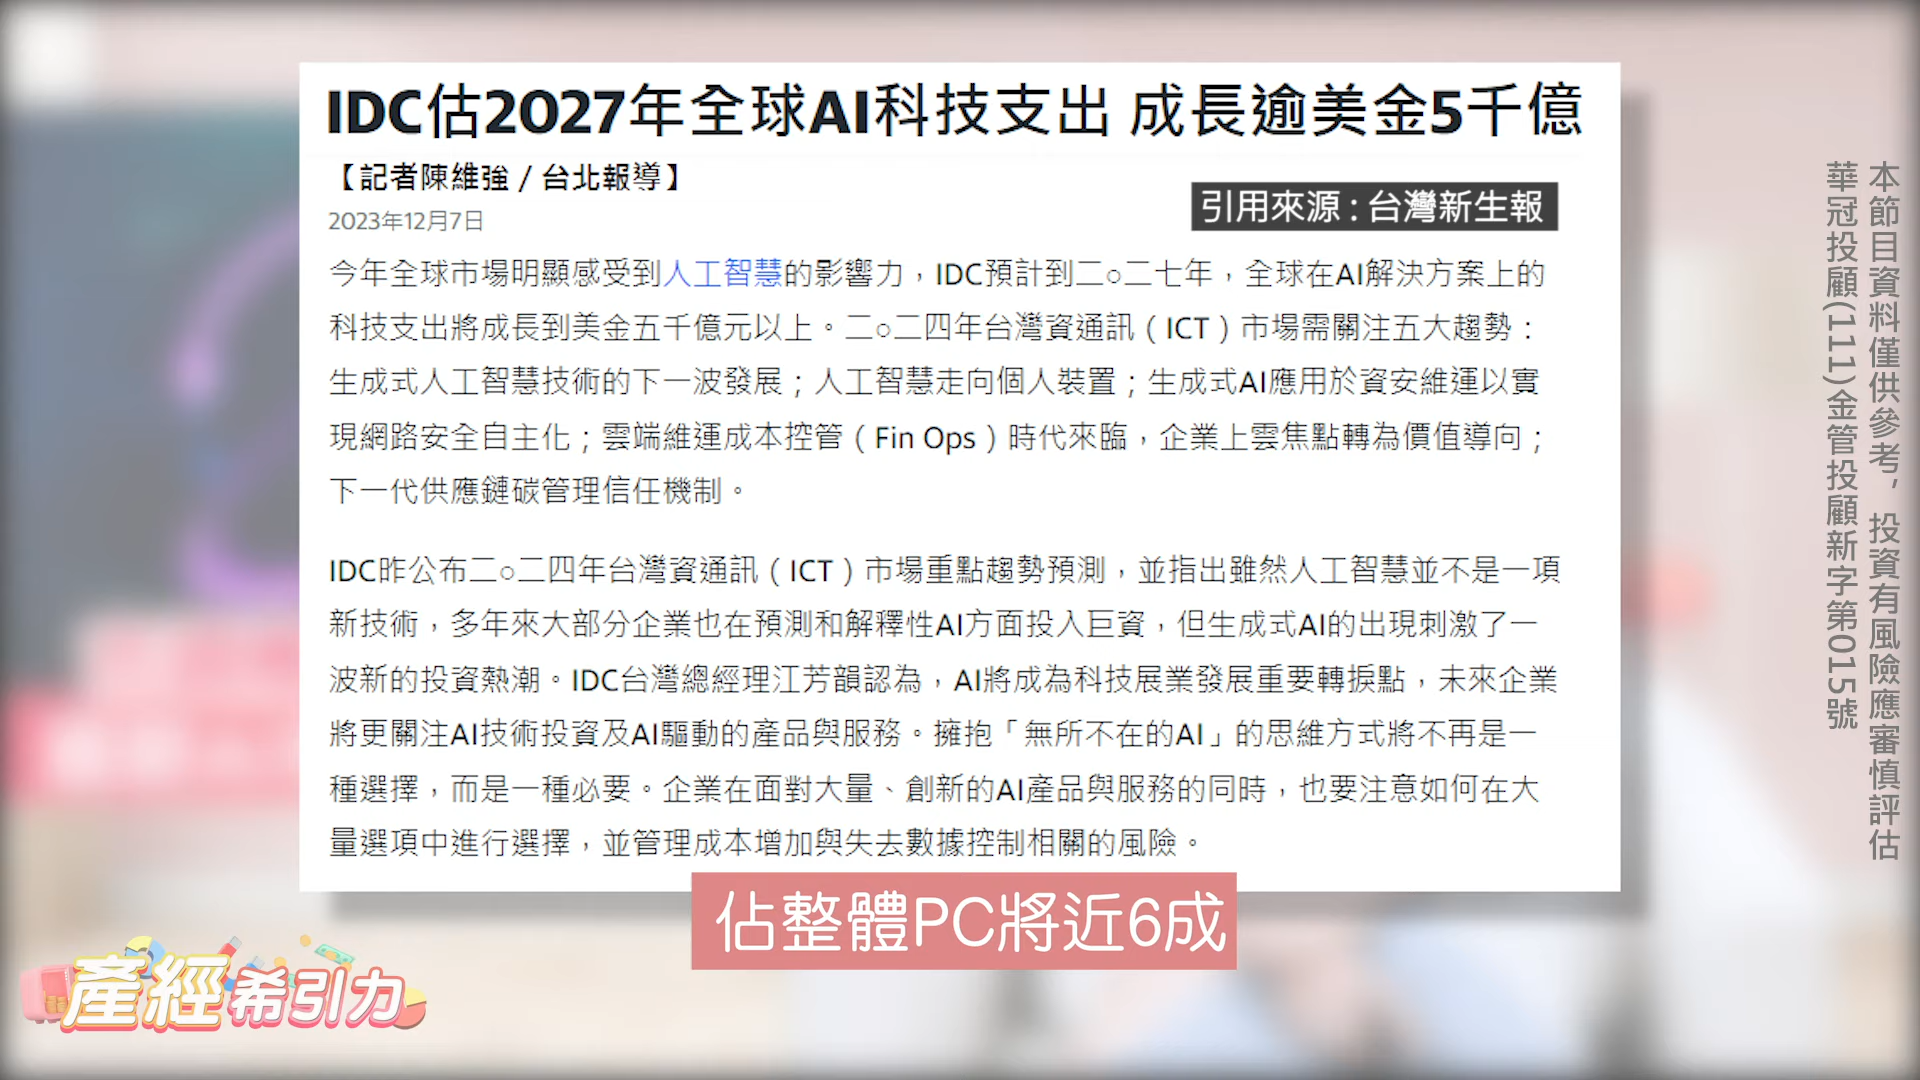 IDC估2027年全球AI科技支出 成長逾美金5千億
【記者陳維強 / 台北報導】
2023年12月7日
引用來源:台灣新生報
今年全球市場明顯感受到人工智慧的影響力，IDC預計到二○二七年，全球在AI解決方案上的
科技支出將成長到美金五千億元以上。二○二四年台灣資通訊（ICT）市場需關注五大趨勢：
生成式人工智慧技術的下一波發展；人工智慧走向個人裝置；生成式AI應用於資安維運以實
現網路安全自主化；雲端維運成本控管（Fin Ops）時代來臨，企業上雲焦點轉為價值導向；
下一代供應鏈碳管理信任機制。
IDC昨公布二○二四年台灣資通訊（ICT）市場重點趨勢預測，並指出雖然人工智慧並不是一項
新技術，多年來大部分企業也在預測和解釋性AI方面投入巨資，但生成式AI的出現刺激了一
波新的投資熱潮。IDC台灣總經理江芳韻認為，AI將成為科技展業發展重要轉捩點，未來企業
將更關注AI技術投資及AI驅動的產品與服務。擁抱「無所不在的AI」的思維方式將不再是一
種選擇，而是一種必要。企業在面對大量、創新的AI產品與服務的同時，也要注意如何在大
量選項中進行選擇，並管理成本增加與失去數據控制相關的風險。
佔整體PC將近6成
產經希引力
本節目資料僅供參考，投資有風險應審慎評估
華冠投顧(111)金管投顧新字第015號